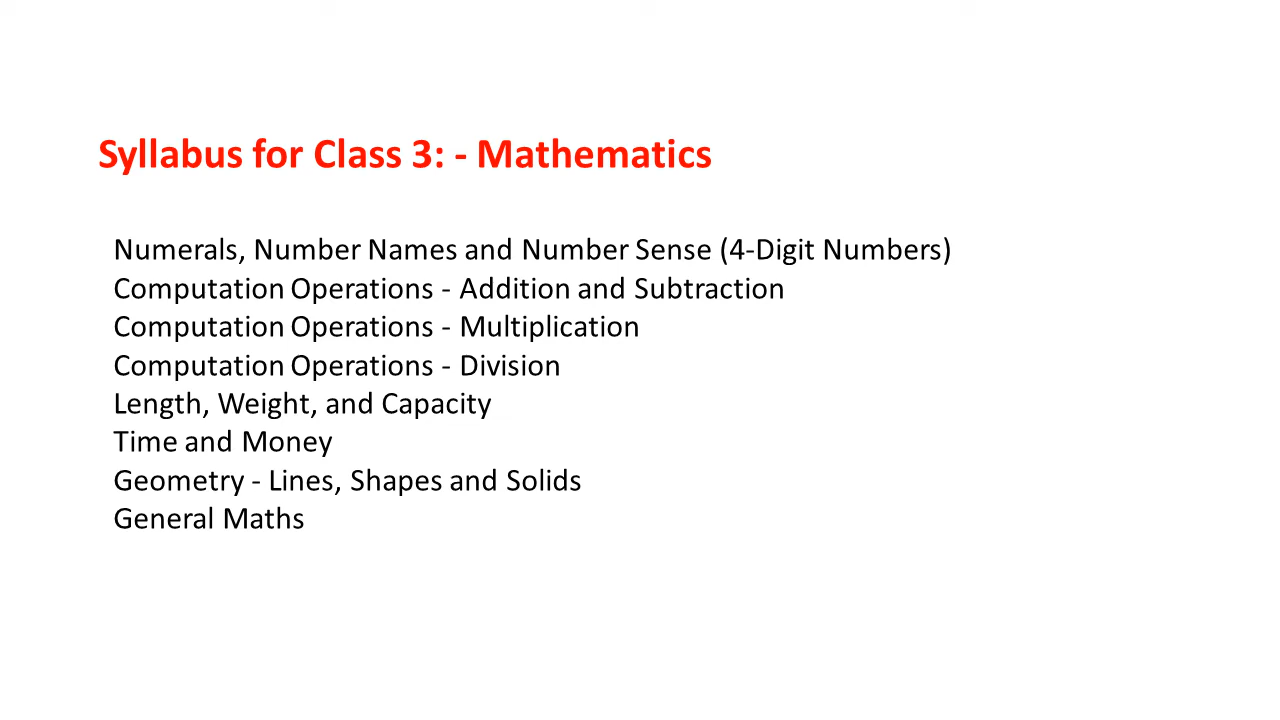 Syllabus for Class 3: - Mathematics
Numerals, Number Names and Number Sense (4-Digit Numbers)
Computation Operations - Addition and Subtraction
Computation Operations - Multiplication
Computation Operations - Division
Length, Weight, and Capacity
Time and Money
Geometry - Lines, Shapes and Solids
General Maths